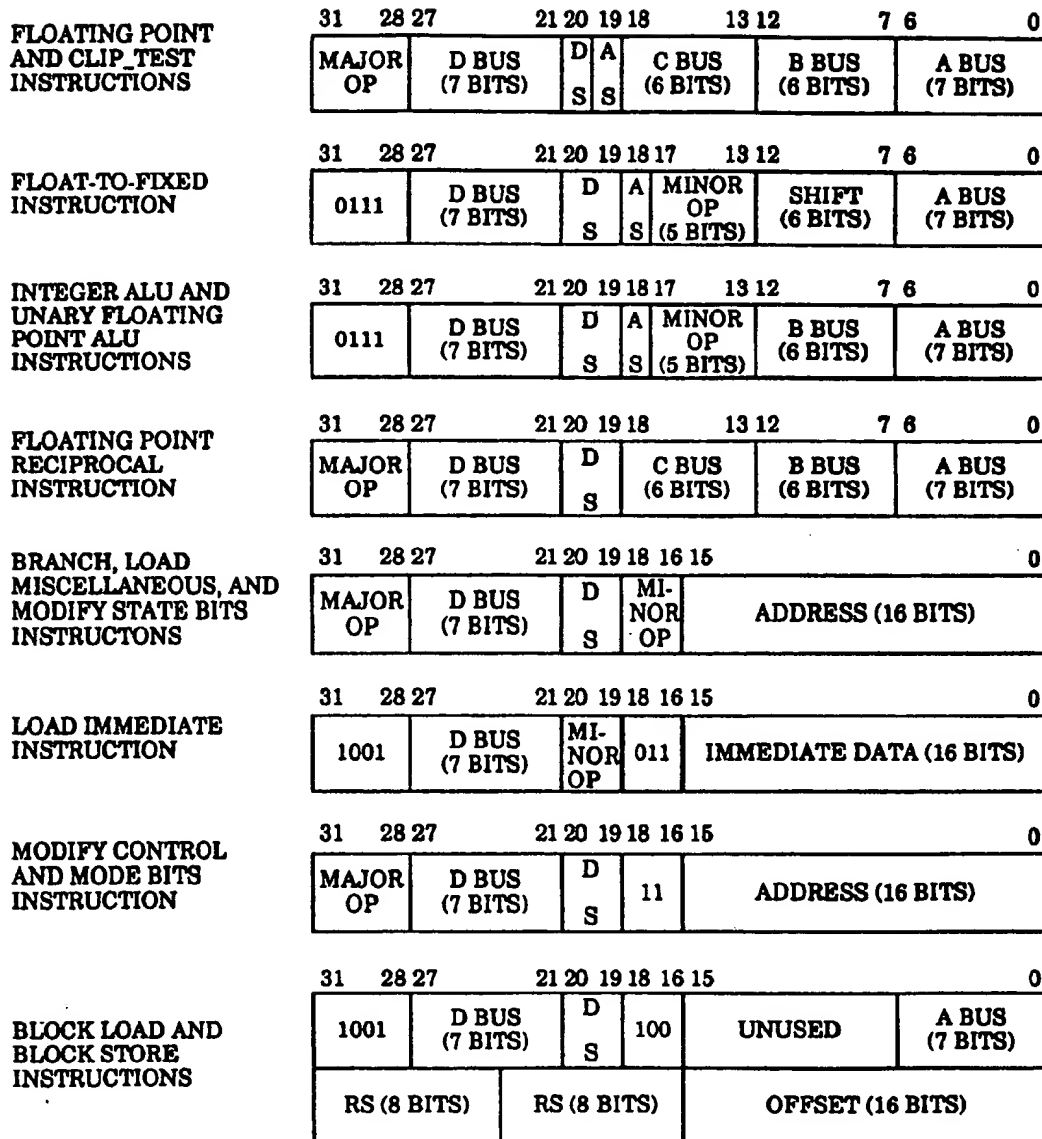 FLOATING POINT
AND CLIP_TEST
INSTRUCTIONS
31 28 27 21 20 19 18 13 12 7 6 0
MAJOR OP
D BUS (7 BITS)
D S
A S
C BUS (6 BITS)
B BUS (6 BITS)
A BUS (7 BITS)
FLOAT-TO-FIXED
INSTRUCTION
31 28 27 21 20 19 18 17 13 12 7 6 0
0111
D BUS (7 BITS)
D S
A S
MINOR OP (5 BITS)
SHIFT (6 BITS)
A BUS (7 BITS)
INTEGER ALU AND
UNARY FLOATING
POINT ALU
INSTRUCTIONS
31 28 27 21 20 19 18 17 13 12 7 6 0
0111
D BUS (7 BITS)
D S
A S
MINOR OP (5 BITS)
B BUS (6 BITS)
A BUS (7 BITS)
FLOATING POINT
RECIPROCAL
INSTRUCTION
31 28 27 21 20 19 18 13 12 7 6 0
MAJOR OP
D BUS (7 BITS)
D S
C BUS (6 BITS)
B BUS (6 BITS)
A BUS (7 BITS)
BRANCH, LOAD
MISCELLANEOUS, AND
MODIFY STATE BITS
INSTRUCTONS
31 28 27 21 20 19 18 16 15 0
MAJOR OP
D BUS (7 BITS)
D S
MI- NOR OP
ADDRESS (16 BITS)
LOAD IMMEDIATE
INSTRUCTION
31 28 27 21 20 19 18 16 15 0
1001
D BUS (7 BITS)
MI- NOR OP
011
IMMEDIATE DATA (16 BITS)
MODIFY CONTROL
AND MODE BITS
INSTRUCTION
31 28 27 21 20 19 18 16 15 0
MAJOR OP
D BUS (7 BITS)
D S
11
ADDRESS (16 BITS)
BLOCK LOAD AND
BLOCK STORE
INSTRUCTIONS
31 28 27 21 20 19 18 16 15 0
1001
D BUS (7 BITS)
D S
100
UNUSED
A BUS (7 BITS)
RS (8 BITS)
RS (8 BITS)
OFFSET (16 BITS)